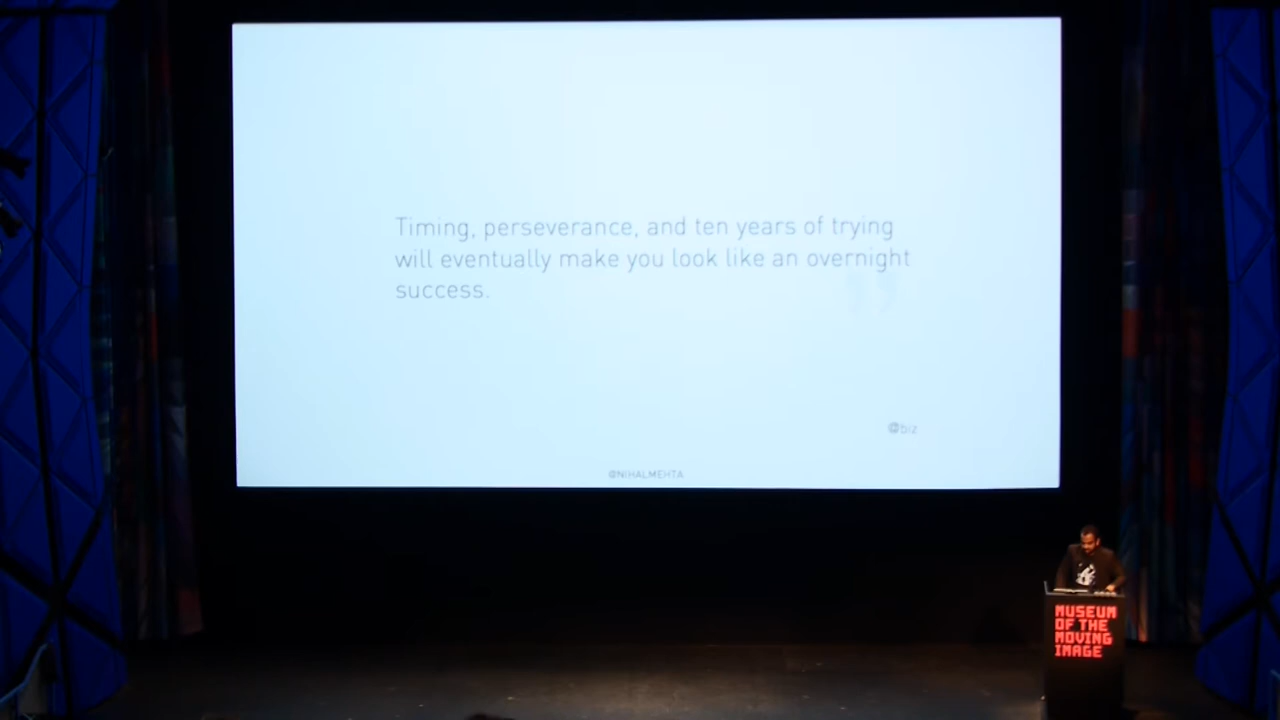 Timing, perseverance, and ten years of trying
will eventually make you look like an overnight
success.
”
@biz
@NIHALMEHTA
MUSEUM
OF THE
MOVING
IMAGE